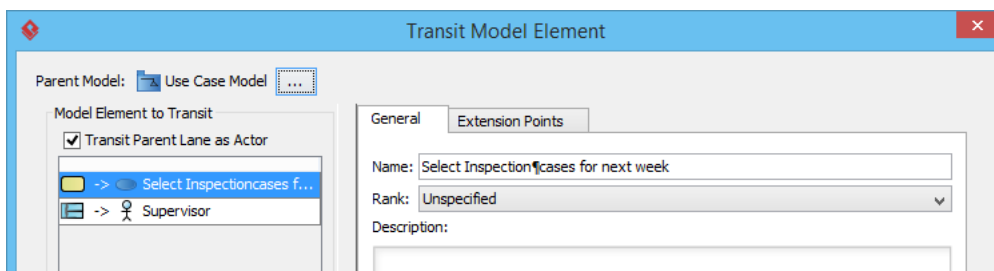 Transit Model Element
Parent Model: Use Case Model ...
Model Element to Transit
Transit Parent Lane as Actor
-> Select Inspectioncases f...
-> Supervisor
General Extension Points
Name: Select Inspection¶cases for next week
Rank: Unspecified
Description: